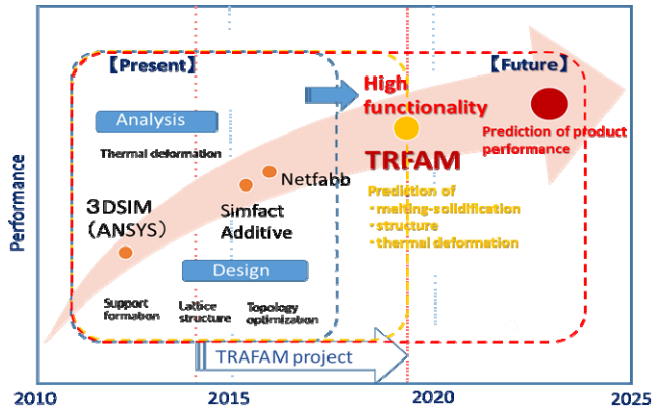 【Present】
【Future】
High
functionality
Analysis
Thermal deformation
TRFAM
Prediction of product
performance
Netfabb
3DSIM
(ANSYS)
Simfact
Additive
Prediction of
・melting-solidification
・structure
・thermal deformation
Design
Support
formation
Lattice
structure
Topology
optimization
TRAFAM project
Performance
2010
2015
2020
2025